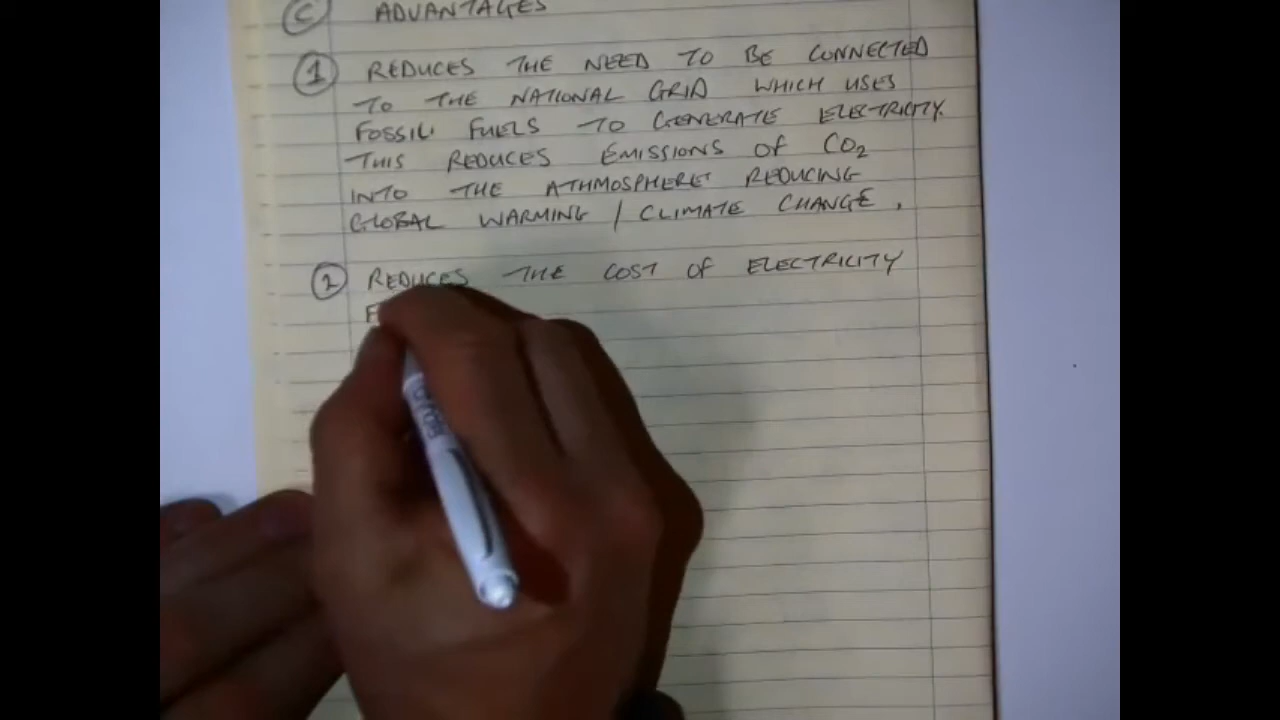 C ADVANTAGES
1 REDUCES THE NEED TO BE CONNECTED
TO THE NATIONAL GRID WHICH USES
FOSSIL FUELS TO GENERATE ELECTRICITY.
THIS REDUCES EMISSIONS OF CO₂
INTO THE ATHMOSPHERE REDUCING
GLOBAL WARMING / CLIMATE CHANGE.
2 REDUCES THE COST OF ELECTRICITY
F